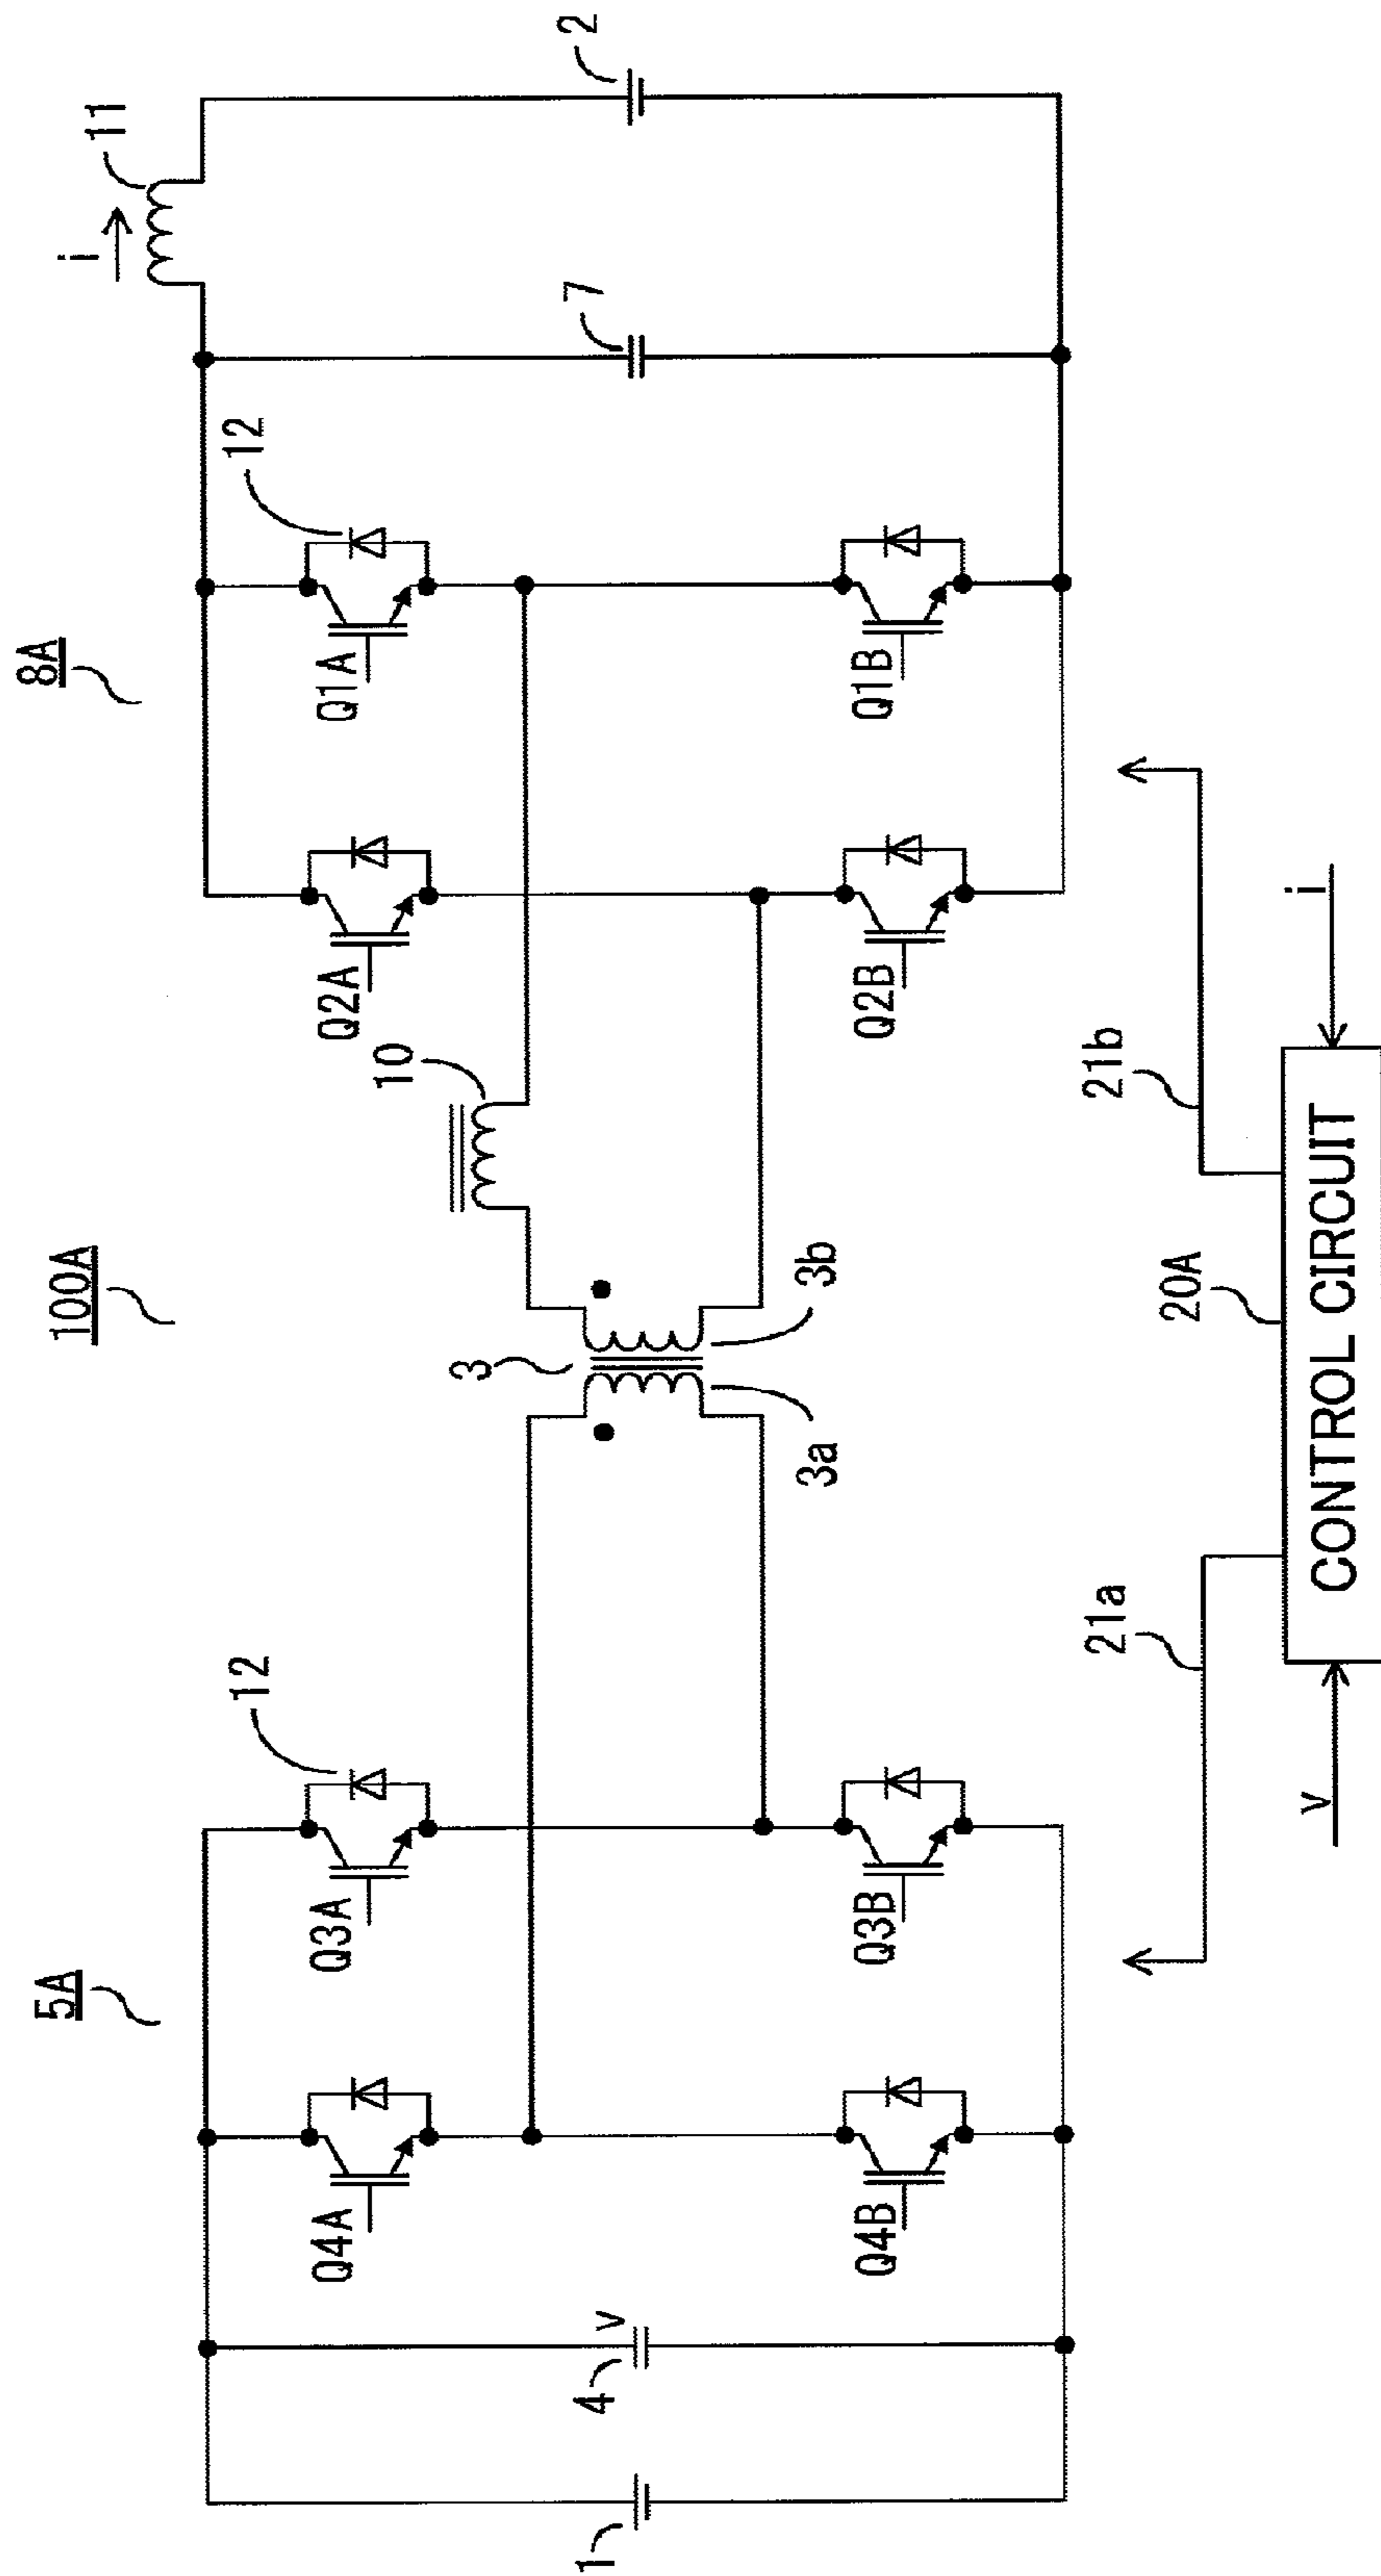 100A
5A
8A
11
i
12
12
Q4A
Q3A
Q2A
Q1A
10
1
4
v
3
7
2
3a
3b
Q4B
Q3B
Q2B
Q1B
21a
21b
20A
v
CONTROL CIRCUIT
i